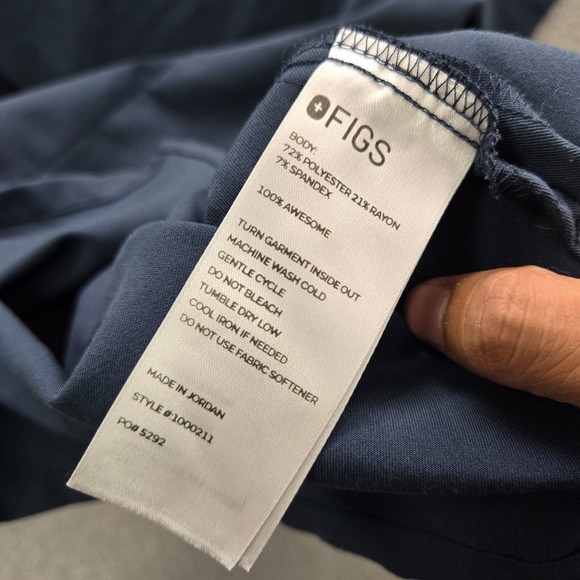 FIGS
BODY:
72% POLYESTER 21% RAYON
7% SPANDEX
100% AWESOME
TURN GARMENT INSIDE OUT
MACHINE WASH COLD
GENTLE CYCLE
DO NOT BLEACH
TUMBLE DRY LOW
COOL IRON IF NEEDED
DO NOT USE FABRIC SOFTENER
MADE IN JORDAN
STYLE #:1000211
PO# 5292